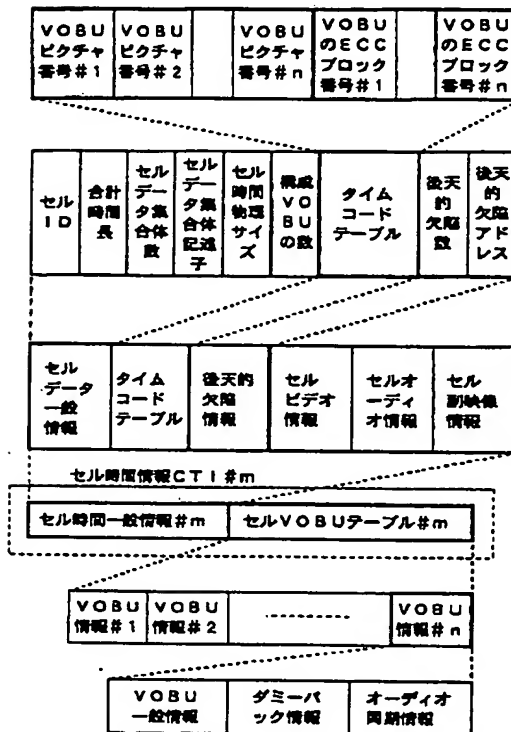 VOBU
ピクチャ
番号#1
VOBU
ピクチャ
番号#2
VOBU
ピクチャ
番号#n
VOBU
のECC
ブロック
番号#1
VOBU
のECC
ブロック
番号#n
セル
ID
合計
時間
長
セル
デー
タ集
合体
数
セル
デー
タ集
合体
記述
子
セル
時間
物理
サイ
ズ
構成
VO
BU
の数
タイム
コード
テーブル
後天
的欠
陥数
後天
的
欠陥
アド
レス
セル
データ
一般
情報
タイム
コード
テーブル
後天的
欠陥
情報
セル
ビデオ
情報
セルオ
ーディ
オ情報
セル
副映像
情報
セル時間情報CTI#m
セル時間一般情報#m
セルVOBUテーブル#m
VOBU
情報#1
VOBU
情報#2
VOBU
情報#n
VOBU
一般情報
ダミーパ
ック情報
オーディオ
同期情報